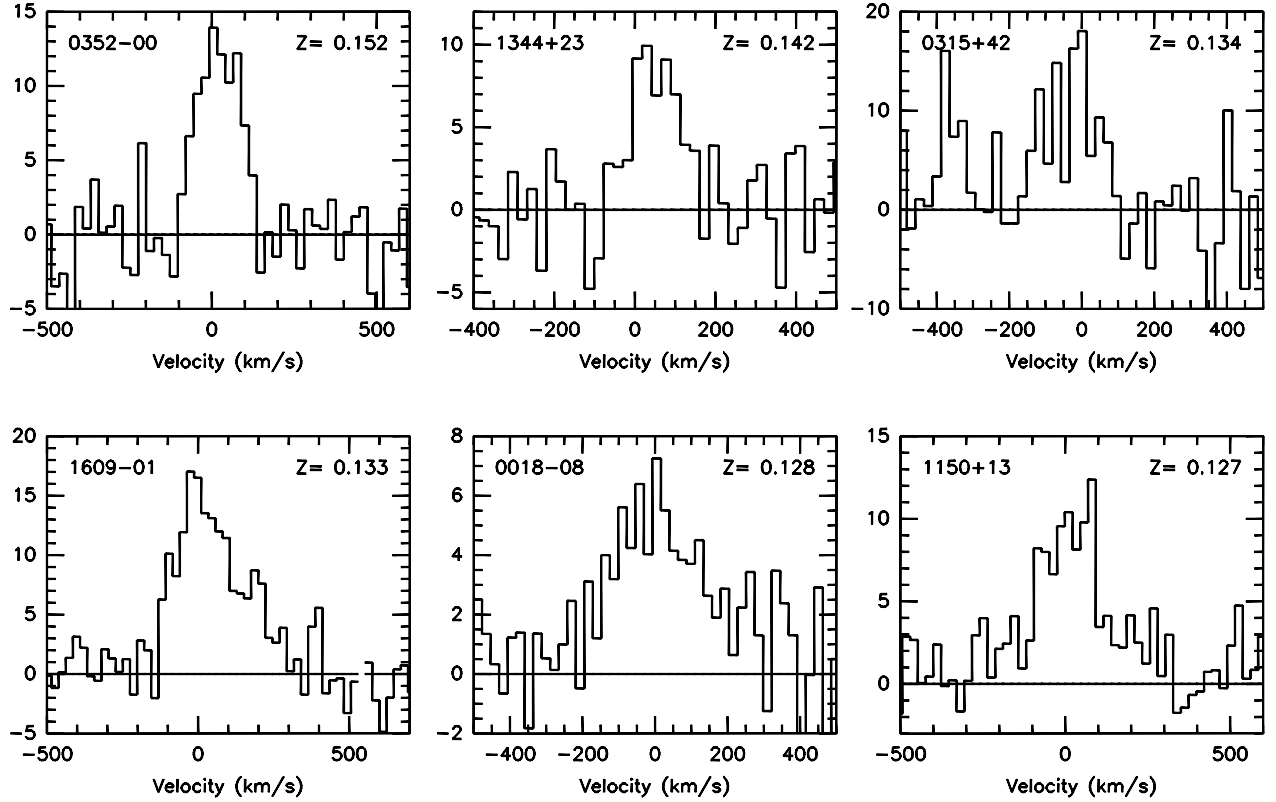 15
0352−00 Z= 0.152
10
5
0
−5
−500 0 500
Velocity (km/s)
1344+23 Z= 0.142
10
5
0
−5
−400 −200 0 200 400
Velocity (km/s)
20
0315+42 Z= 0.134
10
0
−10
−400 −200 0 200 400
Velocity (km/s)
20
1609−01 Z= 0.133
15
10
5
0
−5
−500 0 500
Velocity (km/s)
8
0018−08 Z= 0.128
6
4
2
0
−2
−400 −200 0 200 400
Velocity (km/s)
15
1150+13 Z= 0.127
10
5
0
−500 0 500
Velocity (km/s)